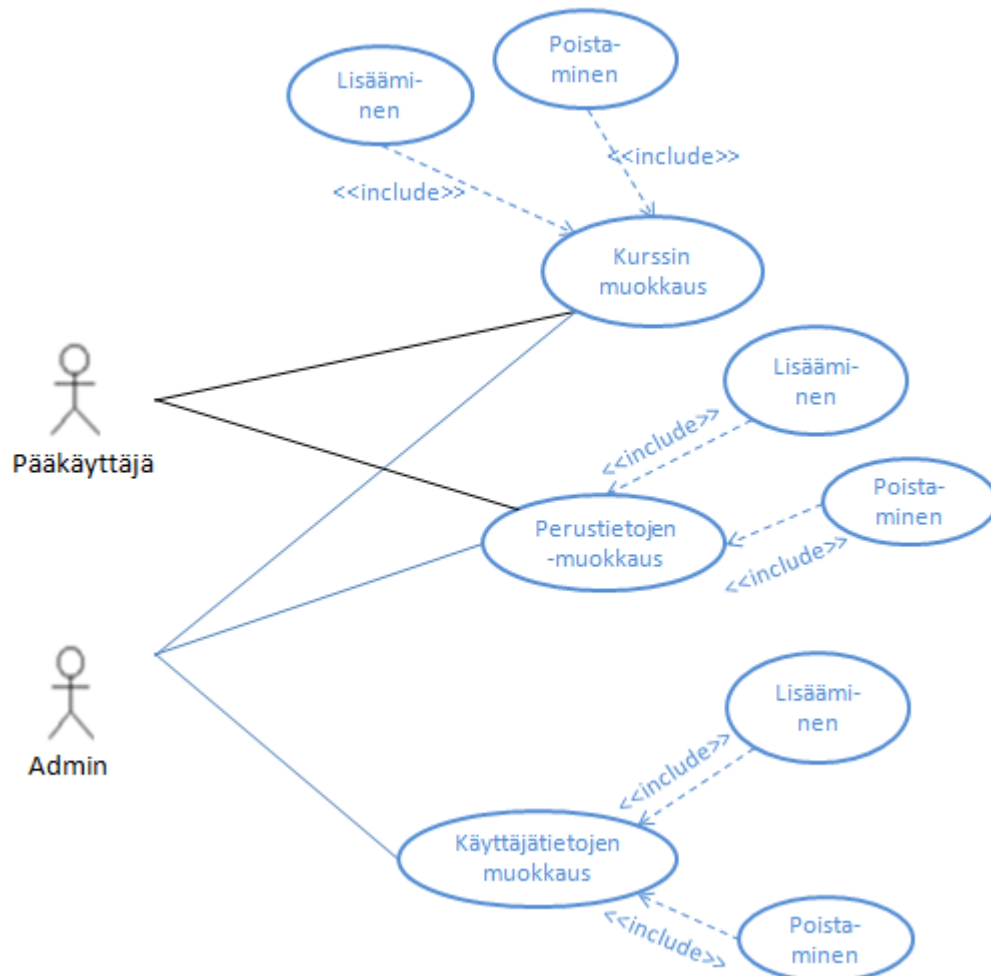 Poista-
minen
Lisäämi-
nen
<<include>>
<<include>>
Kurssin
muokkaus
Lisäämi-
nen
<<include>>
Pääkäyttäjä
Poista-
minen
Perustietojen
-muokkaus
<<include>>
Lisäämi-
nen
Admin
<<include>>
Käyttäjätietojen
muokkaus
Poista-
minen
<<include>>